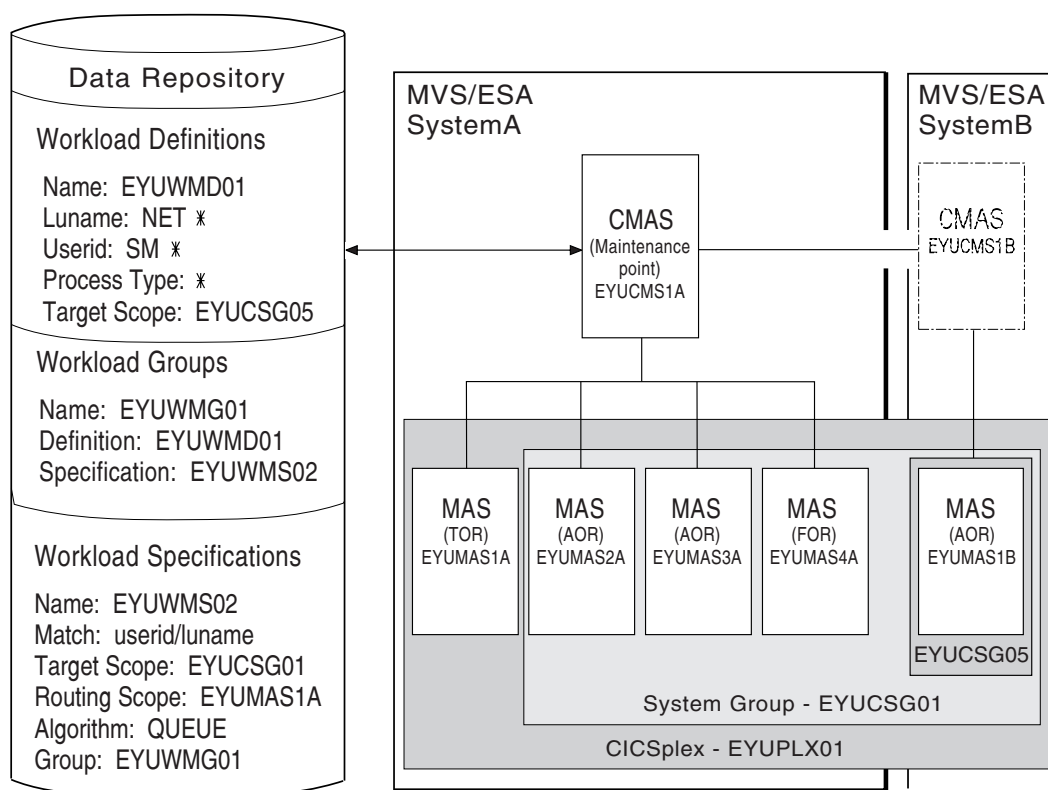 Data Repository
Workload Definitions
Name: EYUWMD01
Luname: NET *
Userid: SM *
Process Type: *
Target Scope: EYUCSG05
Workload Groups
Name: EYUWMG01
Definition: EYUWMD01
Specification: EYUWMS02
Workload Specifications
Name: EYUWMS02
Match: userid/luname
Target Scope: EYUCSG01
Routing Scope: EYUMAS1A
Algorithm: QUEUE
Group: EYUWMG01
MVS/ESA
SystemA
CMAS
(Maintenance
point)
EYUCMS1A
MVS/ESA
SystemB
CMAS
EYUCMS1B
MAS
(TOR)
EYUMAS1A
MAS
(AOR)
EYUMAS2A
MAS
(AOR)
EYUMAS3A
MAS
(FOR)
EYUMAS4A
MAS
(AOR)
EYUMAS1B
EYUCSG05
System Group - EYUCSG01
CICSplex - EYUPLX01